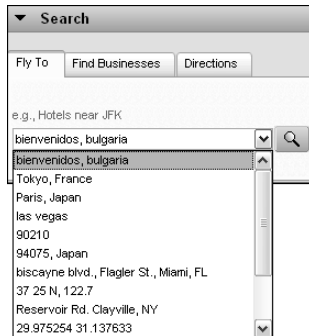 Search
Fly To Find Businesses Directions
e.g., Hotels near JFK
bienvenidos, bulgaria
bienvenidos, bulgaria
Tokyo, France
Paris, Japan
las vegas
90210
94075, Japan
biscayne blvd., Flagler St., Miami, FL
37 25 N, 122.7
Reservoir Rd. Clayville, NY
29.975254 31.137633